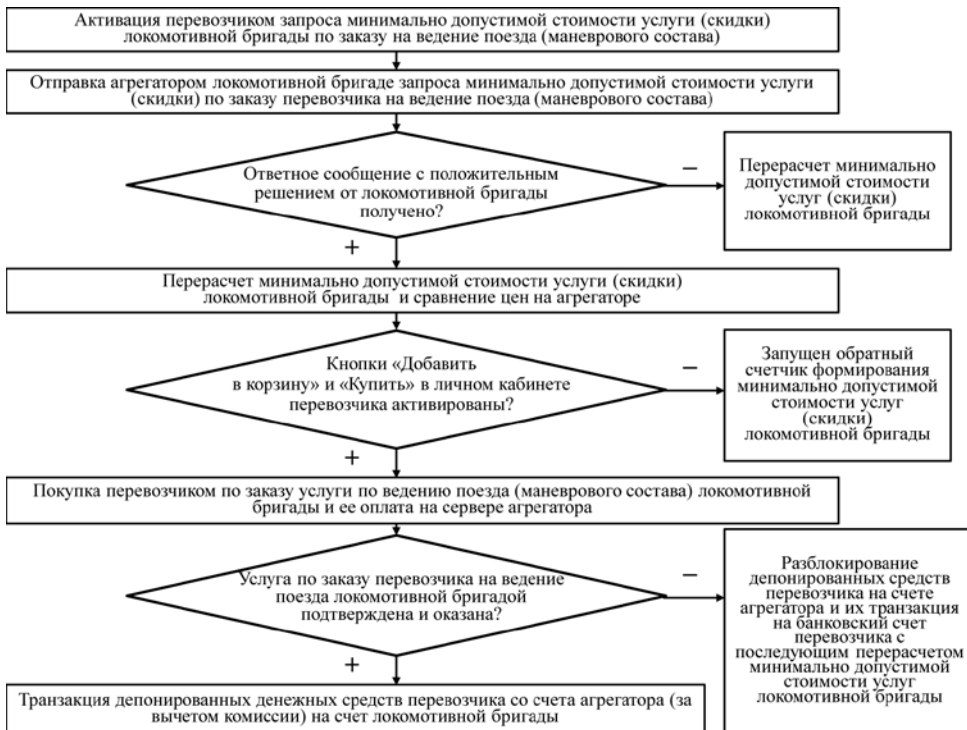 Активация перевозчиком запроса минимально допустимой стоимости услуги (скидки)
локомотивной бригады по заказу на ведение поезда (маневрового состава)
Отправка агрегатором локомотивной бригаде запроса минимально допустимой стоимости услуги
(скидки) по заказу перевозчика на ведение поезда (маневрового состава)
Ответное сообщение с положительным
решением от локомотивной бригады
получено?
−
Перерасчет минимально
допустимой стоимости
услуг (скидки)
локомотивной бригады
+
Перерасчет минимально допустимой стоимости услуги (скидки)
локомотивной бригады и сравнение цен на агрегаторе
Кнопки «Добавить
в корзину» и «Купить» в личном кабинете
перевозчика активированы?
−
Запущен обратный
счетчик формирования
минимально допустимой
стоимости услуг
(скидки)
локомотивной бригады
+
Покупка перевозчиком по заказу услуги по ведению поезда (маневрового состава) локомотивной
бригады и ее оплата на сервере агрегатора
Услуга по заказу перевозчика на ведение
поезда локомотивной бригадой
подтверждена и оказана?
−
Разблокирование
депонированных средств
перевозчика на счете
агрегатора и их транзакция
на банковский счет
перевозчика с
последующим перерасчетом
минимально допустимой
стоимости услуг
локомотивной бригады
+
Транзакция депонированных денежных средств перевозчика со счета агрегатора (за
вычетом комиссии) на счет локомотивной бригады